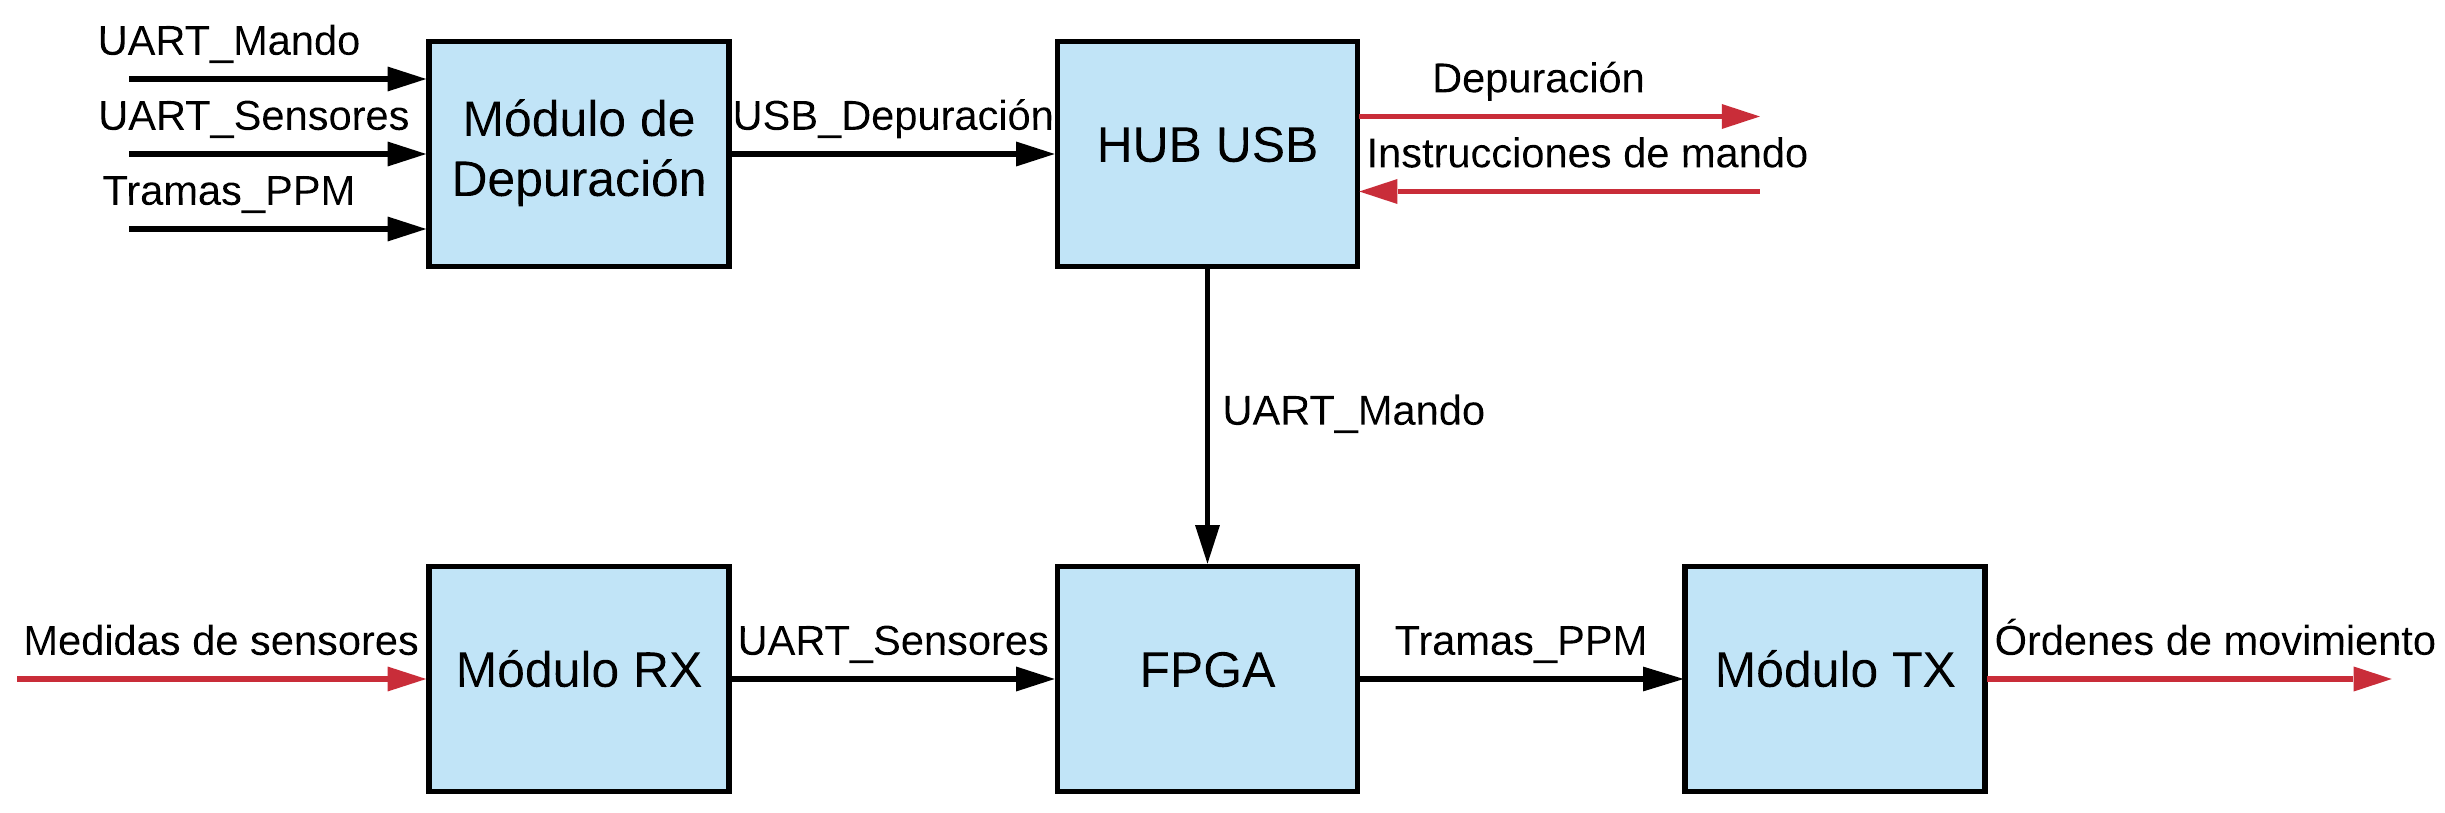 UART_Mando
UART_Sensores
Tramas_PPM
Módulo de
Depuración
USB_Depuración
HUB USB
Depuración
Instrucciones de mando
UART_Mando
Medidas de sensores
Módulo RX
UART_Sensores
FPGA
Tramas_PPM
Módulo TX
Órdenes de movimiento